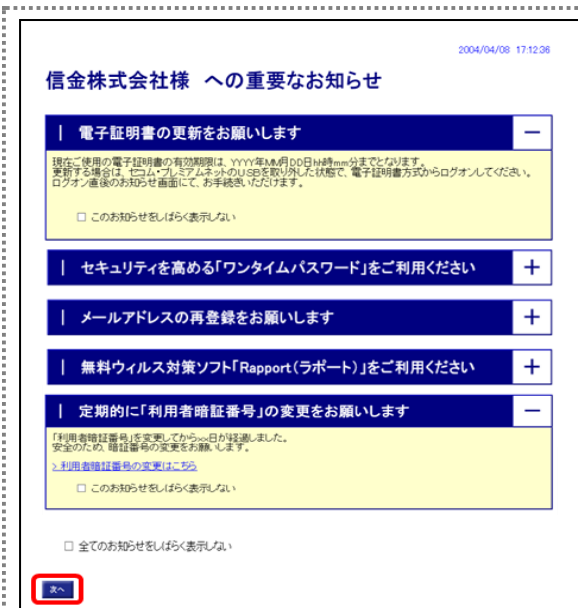 2004/04/08 17:12:36
信金株式会社様 への重要なお知らせ
| 電子証明書の更新をお願いします
現在ご使用の電子証明書の有効期限は、YYYY年MM月DD日hh時mm分までとなります。
更新する場合は、セコム・プレミアムネットのUSBを取り外した状態で、電子証明書方式からログオンしてください。
ログオン直後のお知らせ画面にて、お手続きいただけます。
このお知らせをしばらく表示しない
| セキュリティを高める「ワンタイムパスワード」をご利用ください
| メールアドレスの再登録をお願いします
| 無料ウィルス対策ソフト「Rapport(ラポート)」をご利用ください
| 定期的に「利用者暗証番号」の変更をお願いします
「利用者暗証番号」を変更してからxx日が経過しました。
安全のため、暗証番号の変更をお願いします。
> 利用者暗証番号の変更はこちら
このお知らせをしばらく表示しない
全てのお知らせをしばらく表示しない
次へ